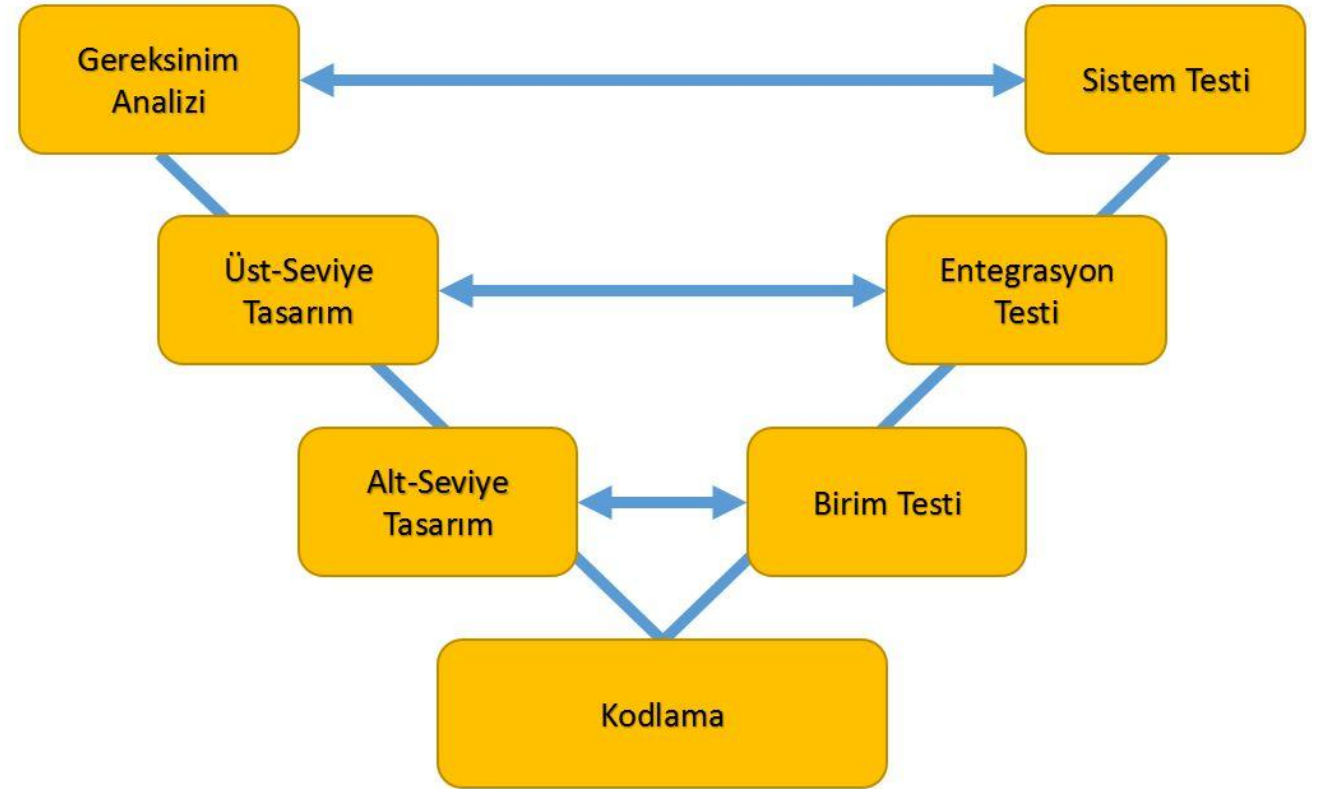 Gereksinim
Analizi
Sistem Testi
Üst-Seviye
Tasarım
Entegrasyon
Testi
Alt-Seviye
Tasarım
Birim Testi
Kodlama